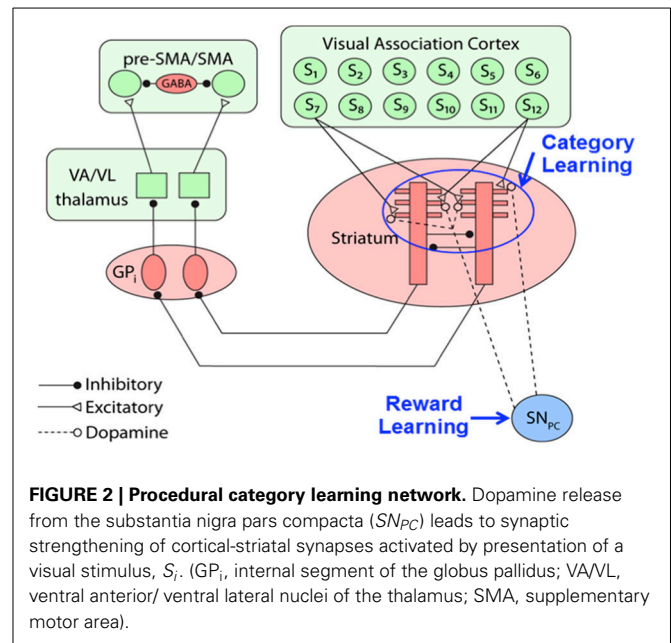 pre-SMA/SMA
GABA
Visual Association Cortex
S1 S2 S3 S4 S5 S6
S7 S8 S9 S10 S11 S12
VA/VL
thalamus
Category
Learning
Striatum
GPi
Inhibitory
Excitatory
Dopamine
Reward
Learning
SNPC
FIGURE 2 | Procedural category learning network. Dopamine release
from the substantia nigra pars compacta (SNPC) leads to synaptic
strengthening of cortical-striatal synapses activated by presentation of a
visual stimulus, Si. (GPi, internal segment of the globus pallidus; VA/VL,
ventral anterior/ ventral lateral nuclei of the thalamus; SMA, supplementary
motor area).